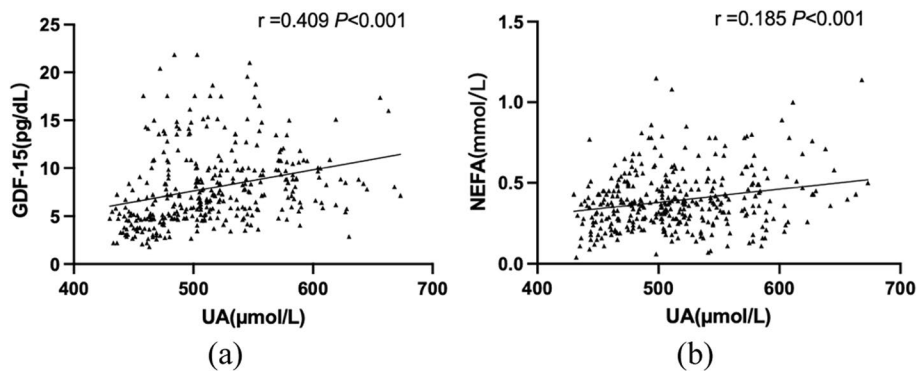 r =0.409 P<0.001
GDF-15(pg/dL)
25
20
15
10
5
0
400 500 600 700
UA(µmol/L)
(a)
r =0.185 P<0.001
NEFA(mmol/L)
1.5
1.0
0.5
0.0
400 500 600 700
UA(µmol/L)
(b)